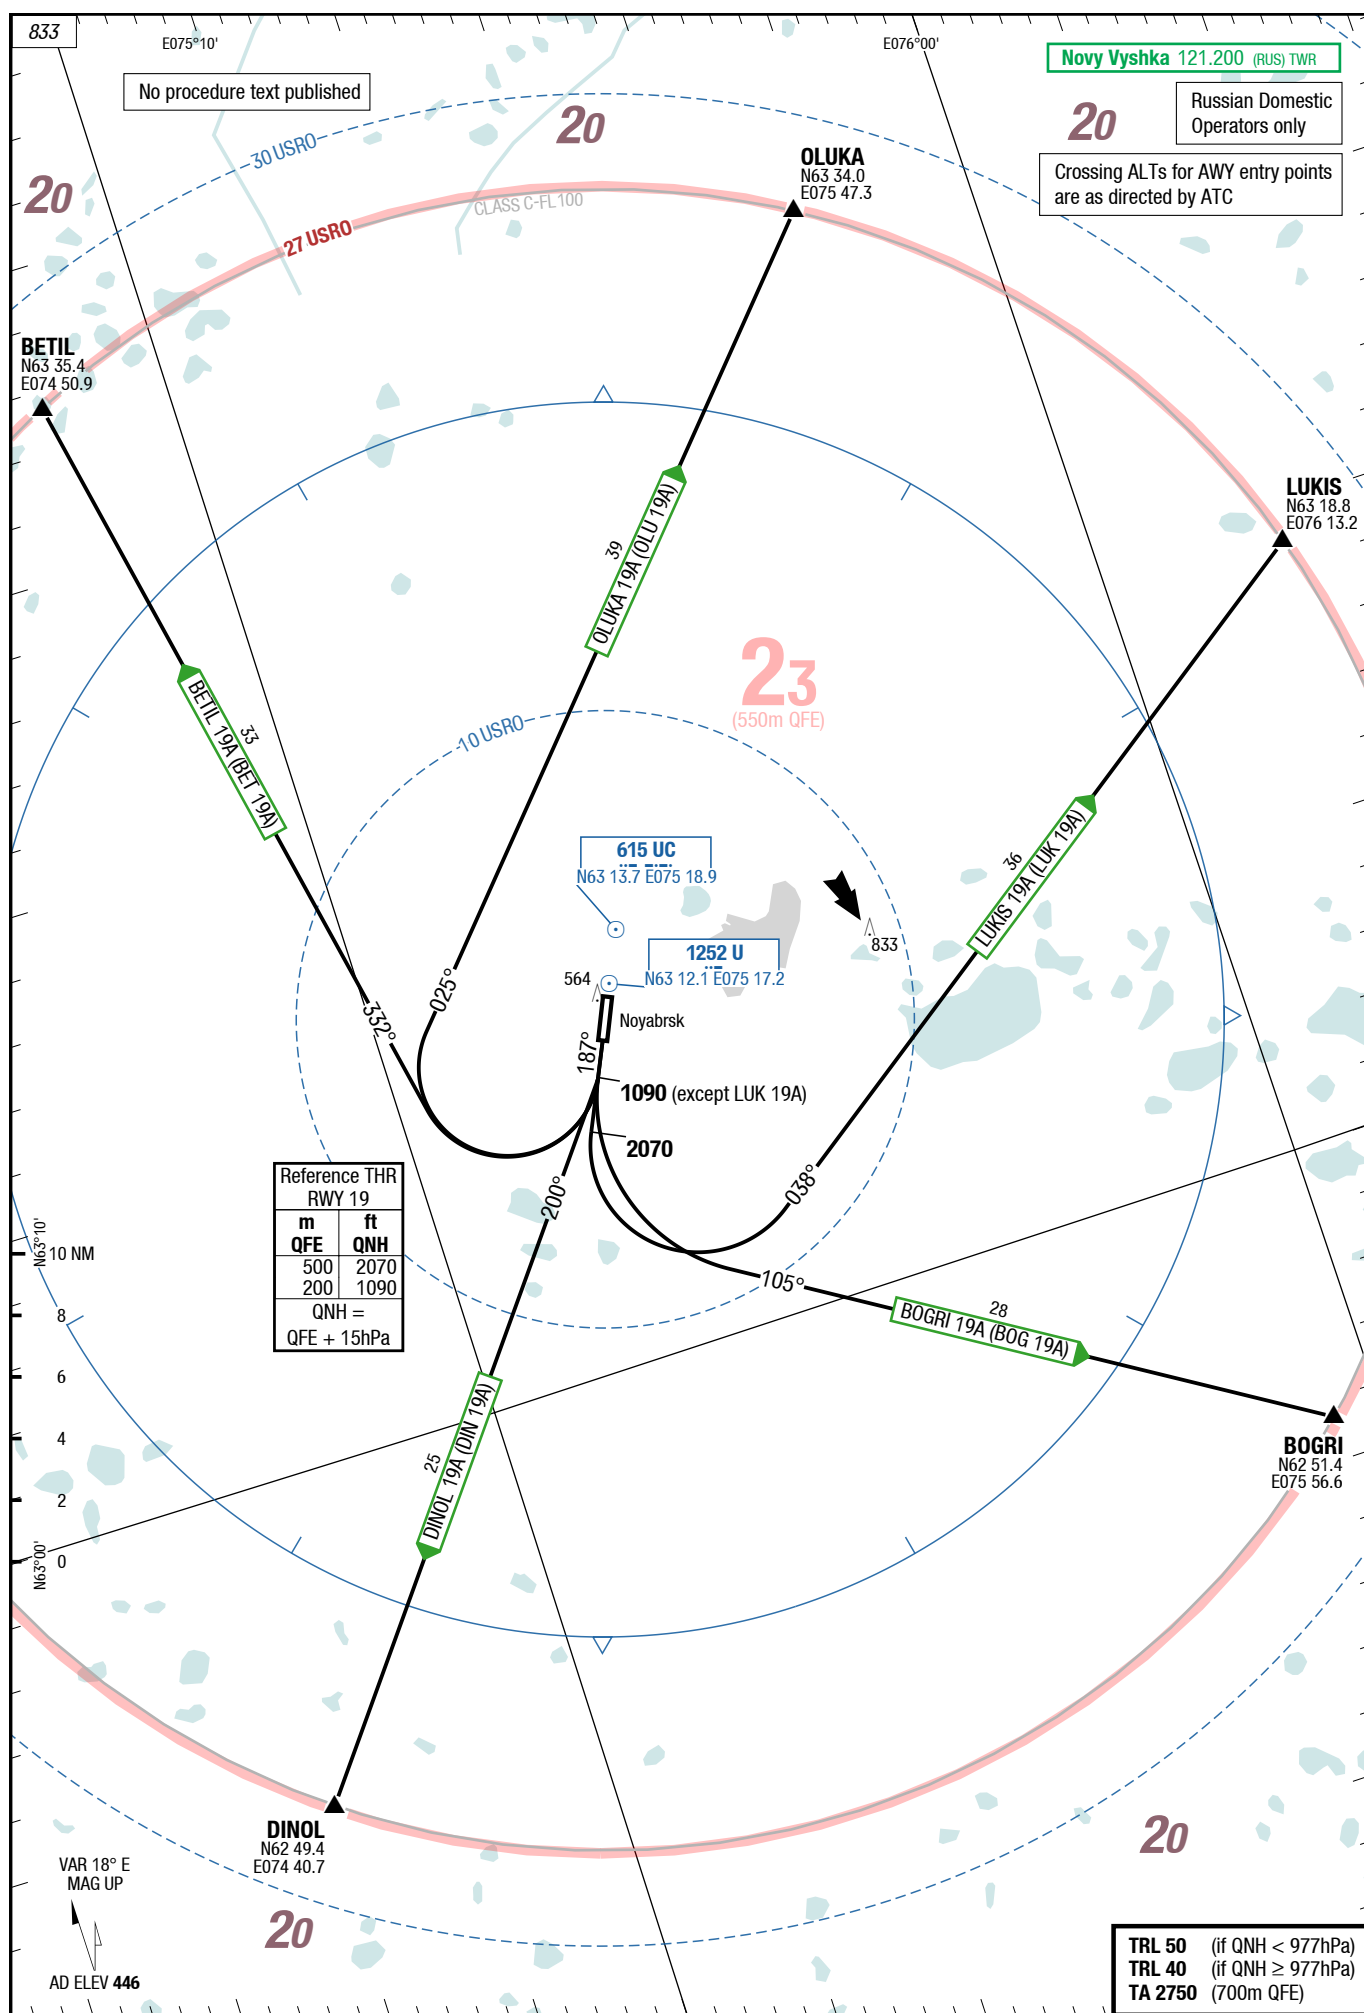 833
E075°10'
E076°00'
Novy Vyshka 121.200 (RUS) TWR
No procedure text published
Russian Domestic
Operators only
Crossing ALTs for AWY entry points
are as directed by ATC
20
20
20
30 USRO
27 USRO
CLASS C-FL100
OLUKA
N63 34.0
E075 47.3
BETIL
N63 35.4
E074 50.9
LUKIS
N63 18.8
E076 13.2
39
OLUKA 19A (OLU 19A)
23
(550m QFE)
33
BETIL 19A (BET 19A)
10 USRO
36
LUKIS 19A (LUK 19A)
615 UC
N63 13.7 E075 18.9
833
1252 U
N63 12.1 E075 17.2
564
Noyabrsk
025°
332°
187°
1090 (except LUK 19A)
2070
038°
200°
105°
Reference THR
RWY 19
m ft
QFE QNH
500 2070
200 1090
QNH =
QFE + 15hPa
N63°10'
10 NM
8
6
4
2
0
N63°00'
28
BOGRI 19A (BOG 19A)
25
DINOL 19A (DIN 19A)
BOGRI
N62 51.4
E075 56.6
DINOL
N62 49.4
E074 40.7
20
20
VAR 18° E
MAG UP
AD ELEV 446
TRL 50 (if QNH < 977hPa)
TRL 40 (if QNH ≥ 977hPa)
TA 2750 (700m QFE)